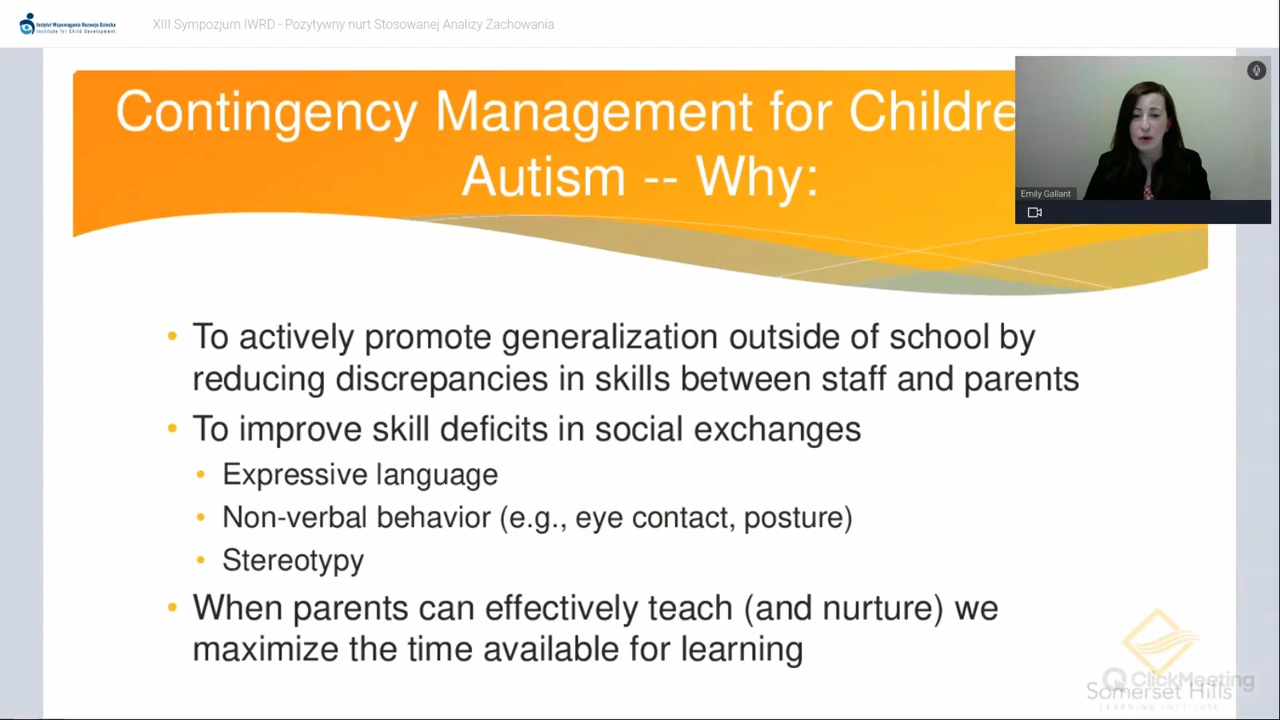 Instytut Wspomagania Rozwoju Dziecka
Institute for Child Development
XIII Sympozjum IWRD - Pozytywny nurt Stosowanej Analizy Zachowania
Contingency Management for Childre
Autism -- Why:
Emily Gallant
• To actively promote generalization outside of school by
reducing discrepancies in skills between staff and parents
• To improve skill deficits in social exchanges
• Expressive language
• Non-verbal behavior (e.g., eye contact, posture)
• Stereotypy
• When parents can effectively teach (and nurture) we
maximize the time available for learning
ClickMeeting
Somerset Hills
LEARNING INSTITUTE